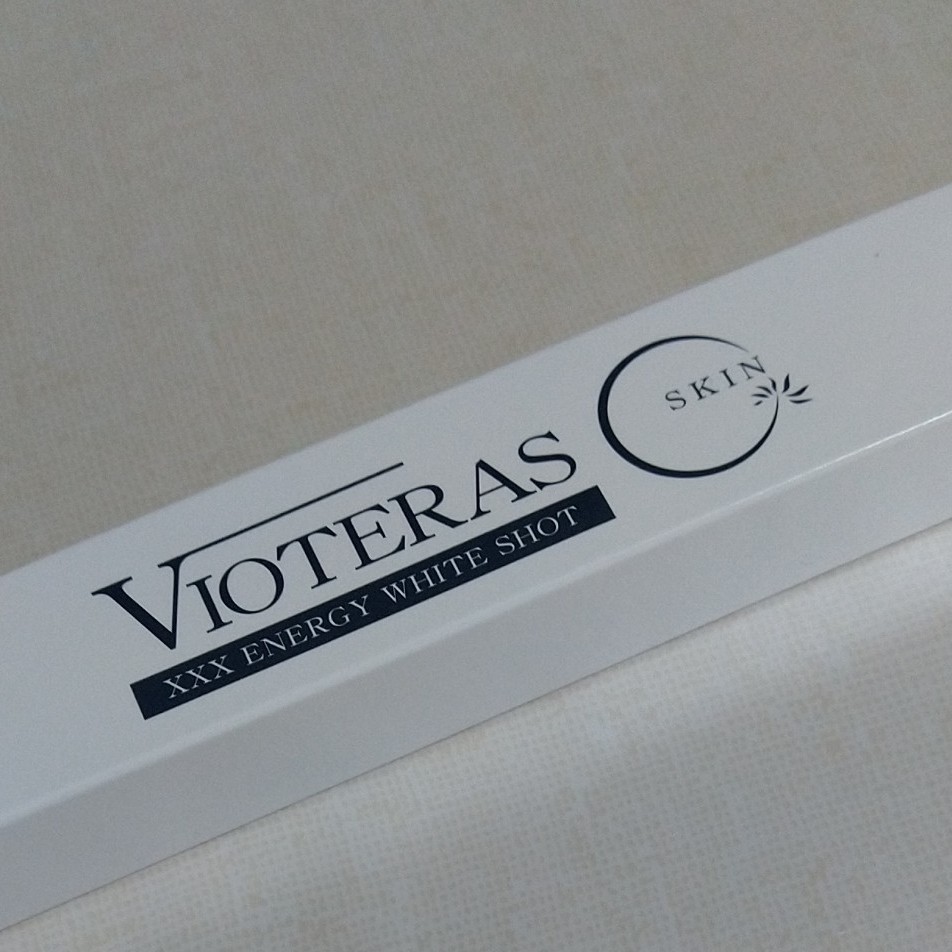 VIOTERAS
XXX ENERGY WHITE SHOT
SKIN